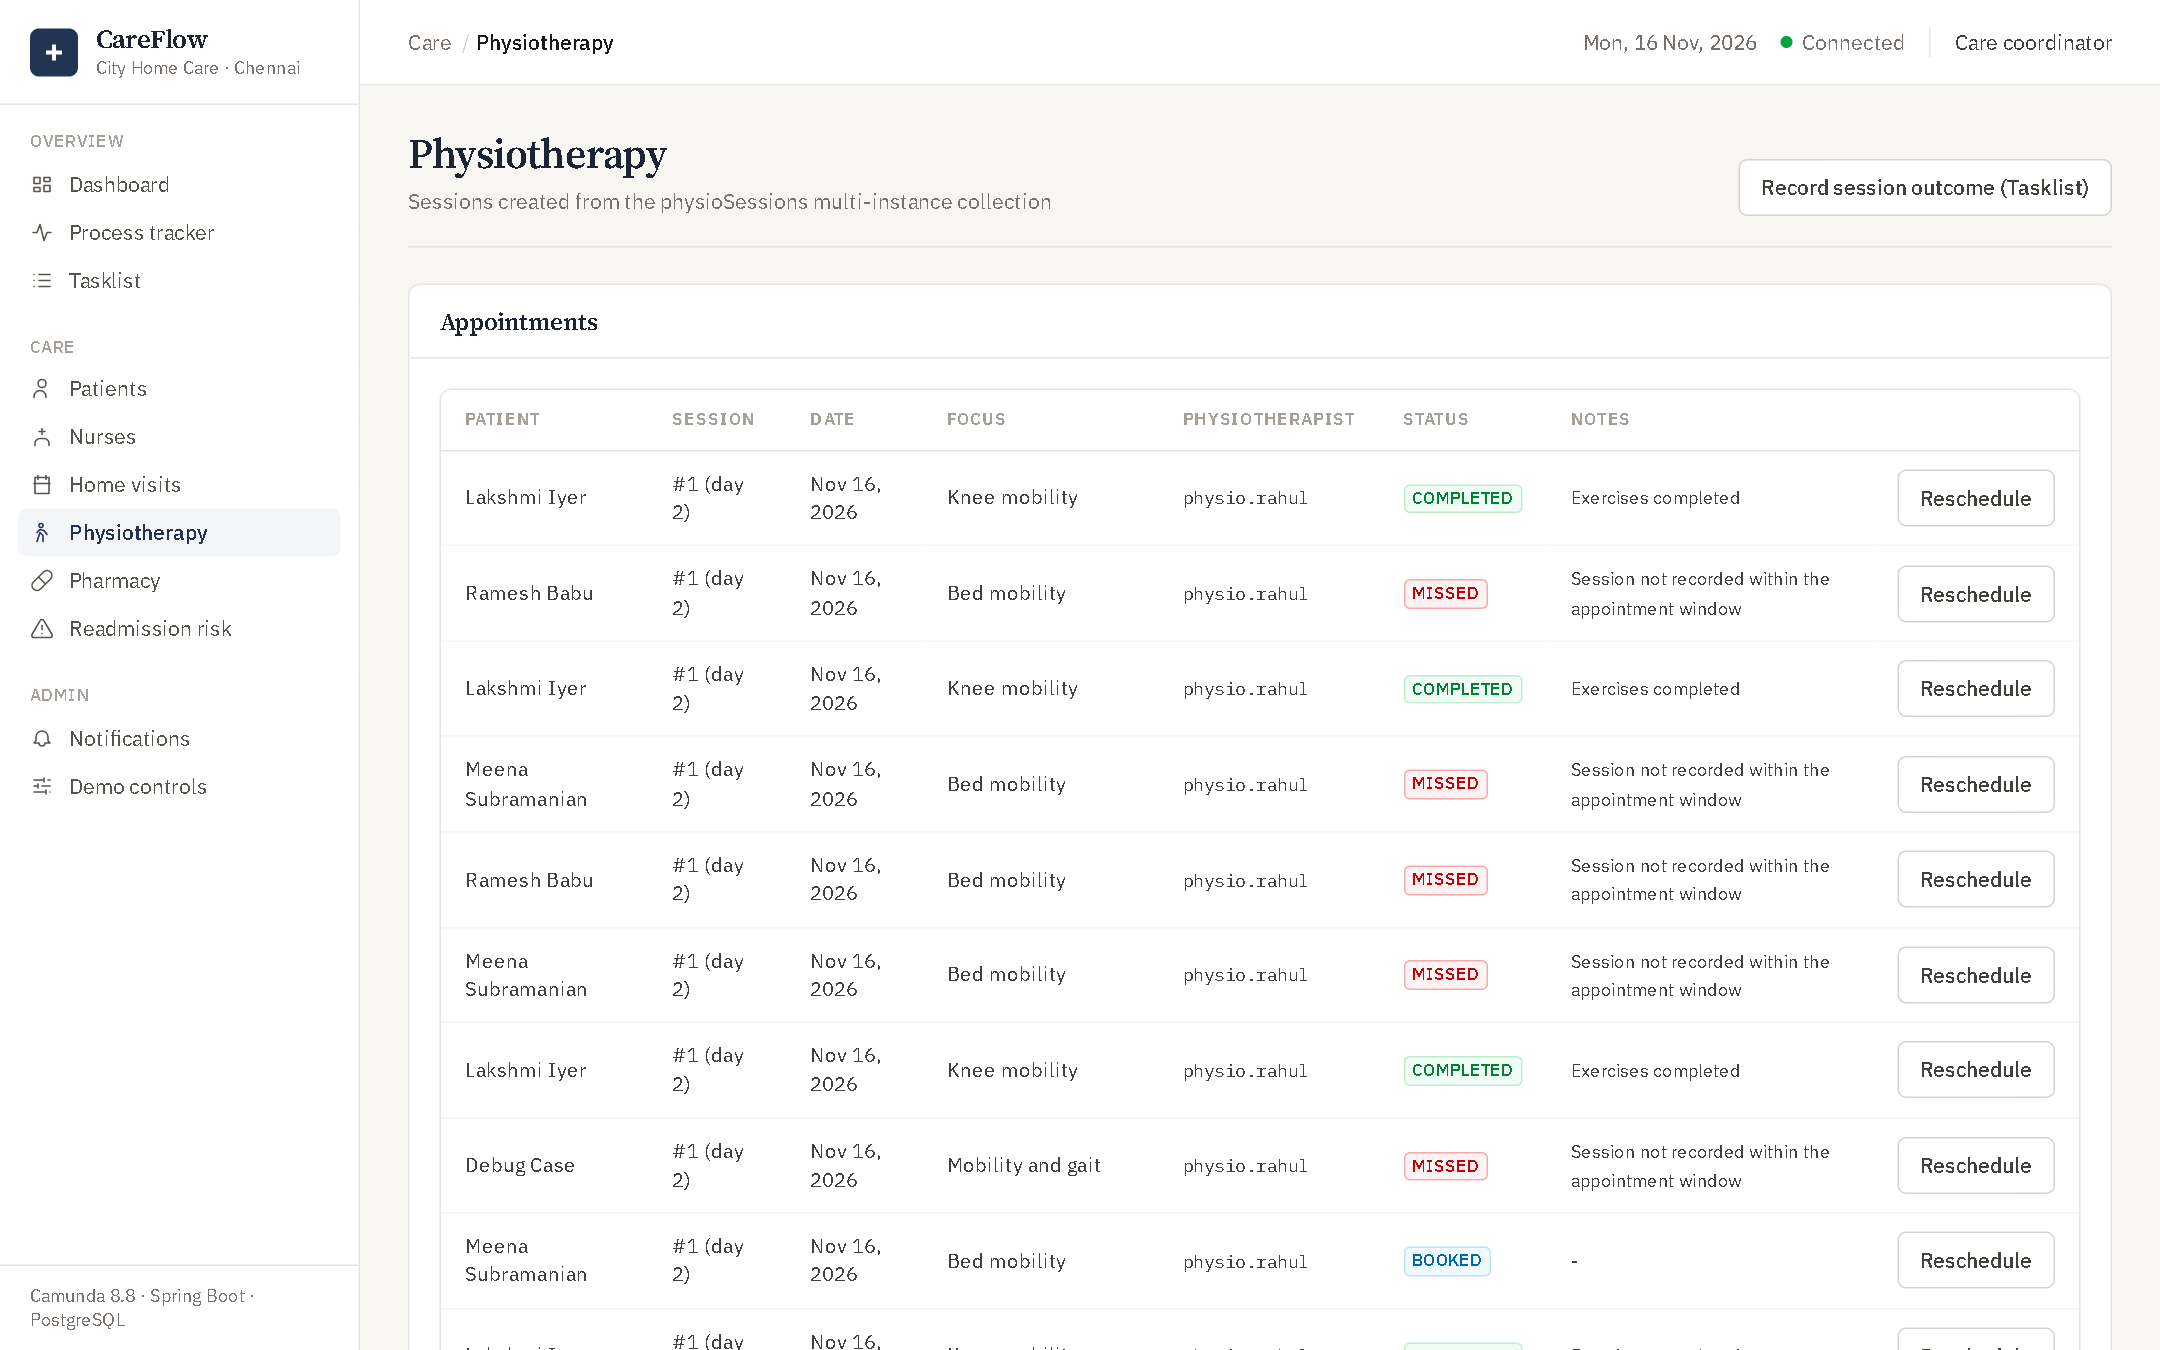 CareFlow
City Home Care · Chennai
OVERVIEW
Dashboard
Process tracker
Tasklist
CARE
Patients
Nurses
Home visits
Physiotherapy
Pharmacy
Readmission risk
ADMIN
Notifications
Demo controls
Camunda 8.8 · Spring Boot ·
PostgreSQL
Care / Physiotherapy
Mon, 16 Nov, 2026 Connected Care coordinator
Physiotherapy
Sessions created from the physioSessions multi-instance collection
Record session outcome (Tasklist)
Appointments
PATIENT SESSION DATE FOCUS PHYSIOTHERAPIST STATUS NOTES
Lakshmi Iyer #1 (day 2) Nov 16, 2026 Knee mobility physio.rahul COMPLETED Exercises completed Reschedule
Ramesh Babu #1 (day 2) Nov 16, 2026 Bed mobility physio.rahul MISSED Session not recorded within the appointment window Reschedule
Lakshmi Iyer #1 (day 2) Nov 16, 2026 Knee mobility physio.rahul COMPLETED Exercises completed Reschedule
Meena Subramanian #1 (day 2) Nov 16, 2026 Bed mobility physio.rahul MISSED Session not recorded within the appointment window Reschedule
Ramesh Babu #1 (day 2) Nov 16, 2026 Bed mobility physio.rahul MISSED Session not recorded within the appointment window Reschedule
Meena Subramanian #1 (day 2) Nov 16, 2026 Bed mobility physio.rahul MISSED Session not recorded within the appointment window Reschedule
Lakshmi Iyer #1 (day 2) Nov 16, 2026 Knee mobility physio.rahul COMPLETED Exercises completed Reschedule
Debug Case #1 (day 2) Nov 16, 2026 Mobility and gait physio.rahul MISSED Session not recorded within the appointment window Reschedule
Meena Subramanian #1 (day 2) Nov 16, 2026 Bed mobility physio.rahul BOOKED - Reschedule
#1 (day Nov 16,